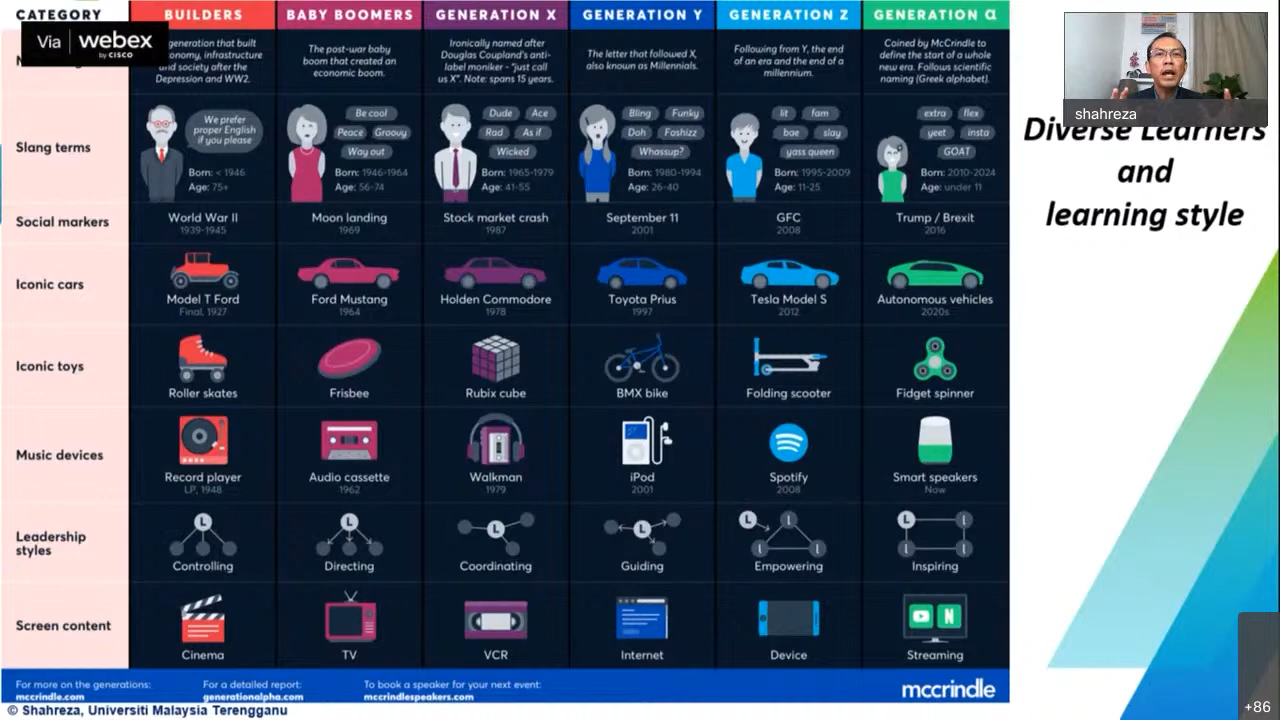 CATEGORY
BUILDERS
BABY BOOMERS
GENERATION X
GENERATION Y
GENERATION Z
GENERATION α
Via webex
by CISCO
generation that built
infrastructure
and society after the
Depression and WW2.
The post-war baby
boom that created an
economic boom.
Ironically named after
Douglas Coupland's anti-
label moniker - "just call
us X". Note: spans 15 years.
The letter that followed X,
also known as Millennials.
Following from Y, the end
of an era and the end of a
millennium.
Coined by McCrindle to
define the start of a whole
new era. Follows scientific
naming (Greek alphabet).
Slang terms
We prefer
proper English
if you please
Born: < 1946
Age: 75+
Be cool
Peace Groovy
Way out
Born: 1946-1964
Age: 56-74
Dude Ace
Rad As if
Wicked
Born: 1965-1979
Age: 41-55
Bling Funky
Doh Fashizz
Whassup?
Born: 1980-1994
Age: 26-40
lit fam
bae slay
yass queen
Born: 1995-2009
Age: 11-25
extra flex
yeet insta
GOAT
Born: 2010-2024
Age: under 11
Social markers
World War II
1939-1945
Moon landing
1969
Stock market crash
1987
September 11
2001
GFC
2008
Trump / Brexit
2016
Iconic cars
Model T Ford
Final, 1927
Ford Mustang
1964
Holden Commodore
1978
Toyota Prius
1997
Tesla Model S
2012
Autonomous vehicles
2020s
Iconic toys
Roller skates
Frisbee
Rubix cube
BMX bike
Folding scooter
Fidget spinner
Music devices
Record player
LP, 1948
Audio cassette
1962
Walkman
1979
iPod
2001
Spotify
2008
Smart speakers
Now
Leadership
styles
L
Controlling
L
Directing
L
Coordinating
L
Guiding
L l
l l
Empowering
L l
l l
Inspiring
Screen content
Cinema
TV
VCR
Internet
Device
N
Streaming
For more on the generations:
mccrindle.com
For a detailed report:
generationalpha.com
To book a speaker for your next event:
mccrindlespeakers.com
mccrindle
© Shahreza, Universiti Malaysia Terengganu
shahreza
Diverse Learners
and
learning style
+86